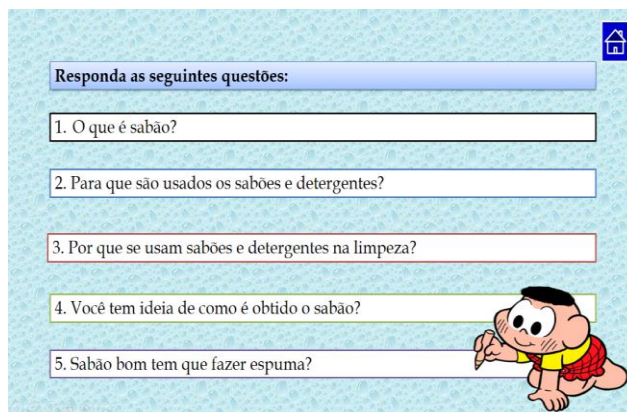 Responda as seguintes questões:
1. O que é sabão?
2. Para que são usados os sabões e detergentes?
3. Por que se usam sabões e detergentes na limpeza?
4. Você tem ideia de como é obtido o sabão?
5. Sabão bom tem que fazer espuma?